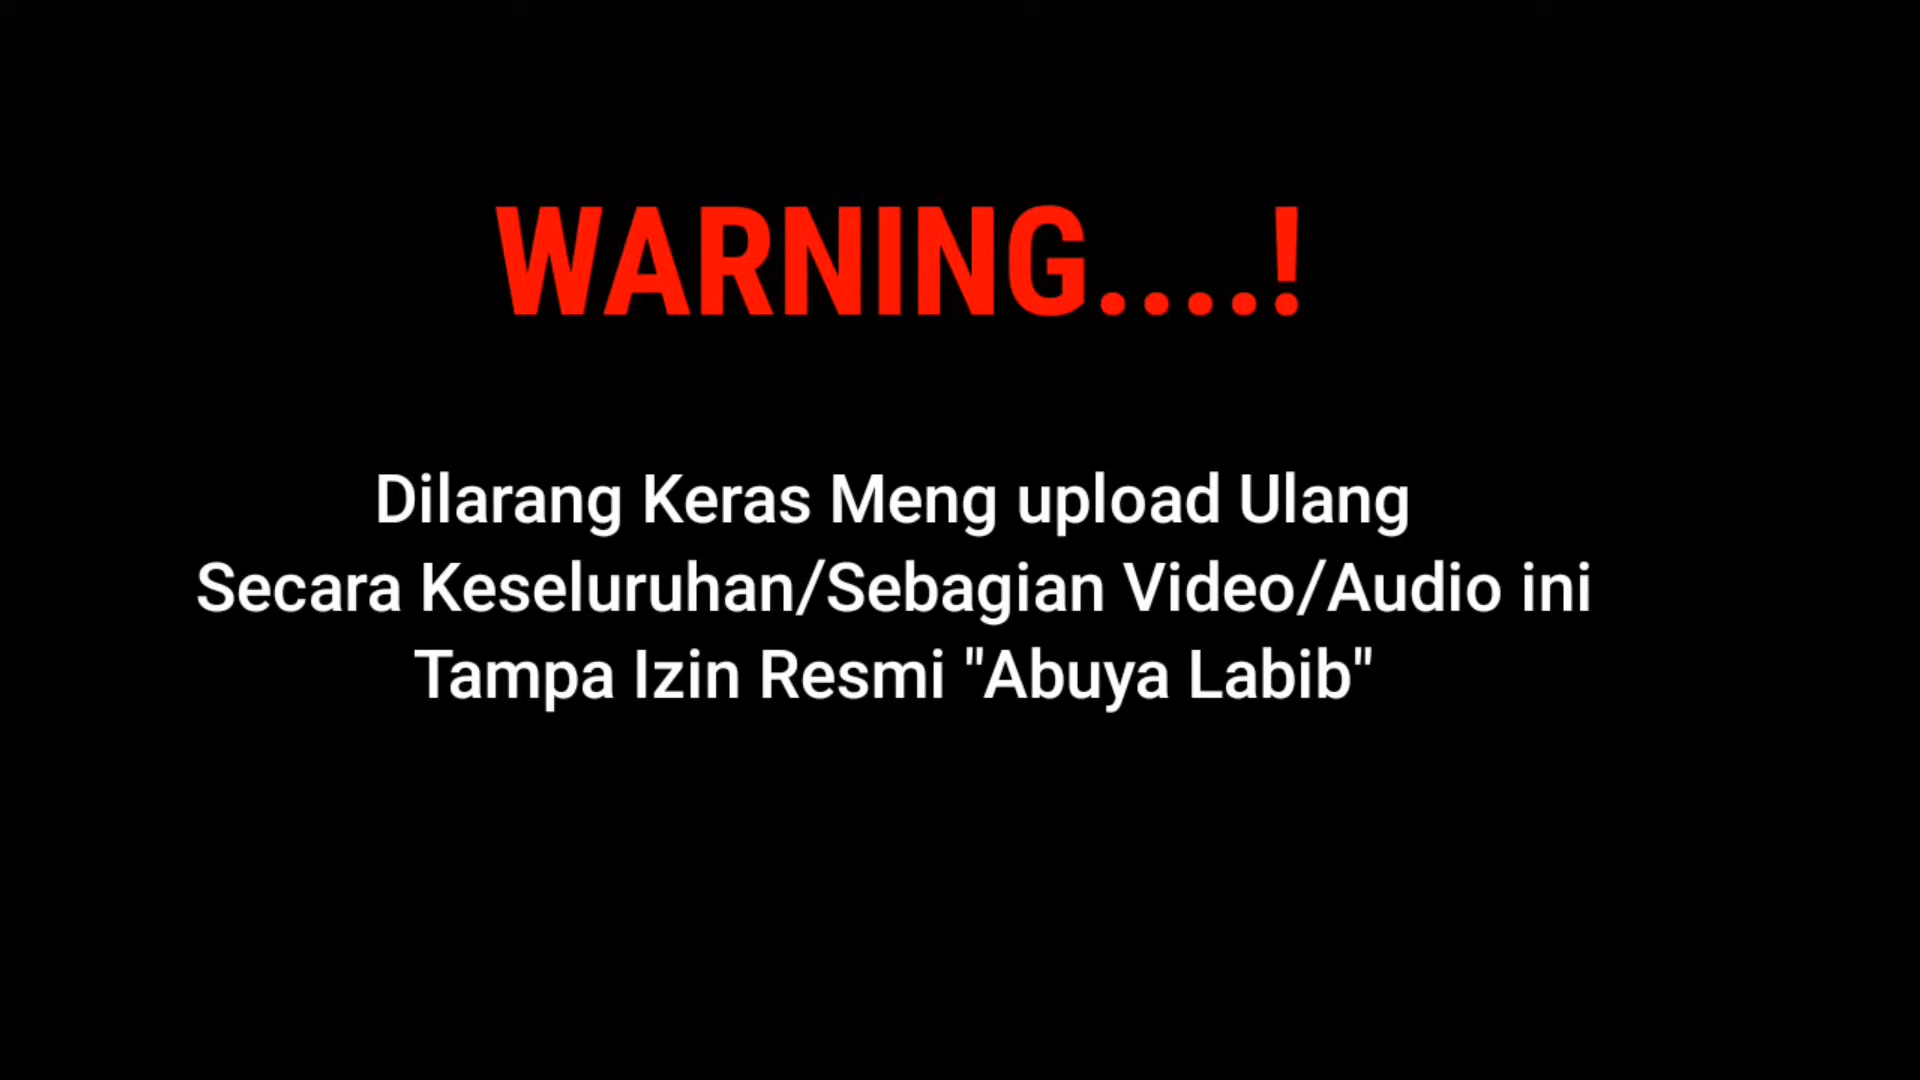 WARNING....!
Dilarang Keras Meng upload Ulang
Secara Keseluruhan/Sebagian Video/Audio ini
Tampa Izin Resmi "Abuya Labib"